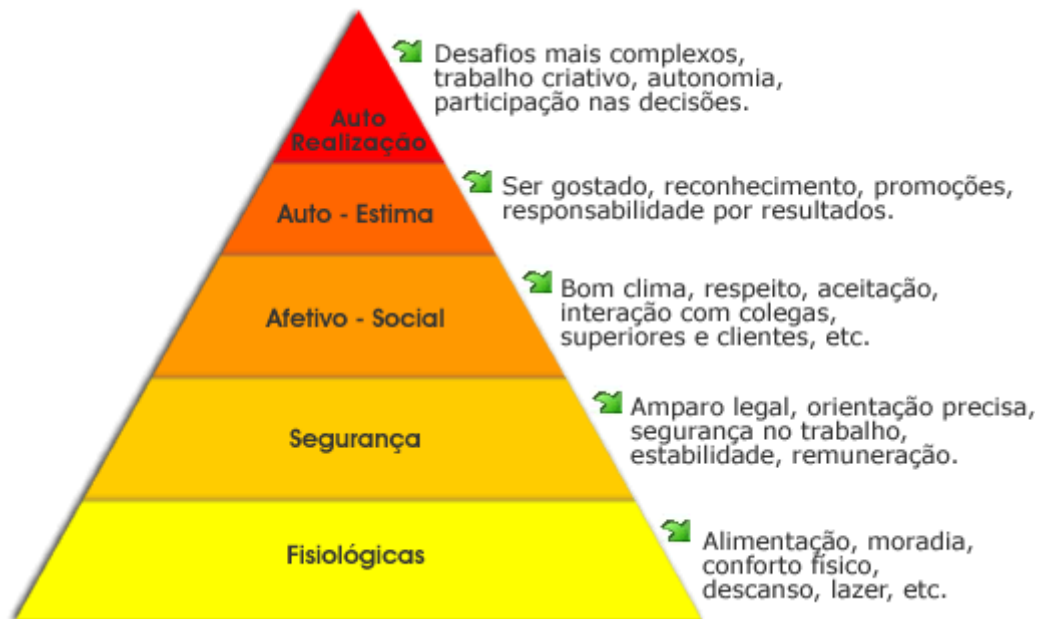 Desafios mais complexos,
trabalho criativo, autonomia,
participação nas decisões.
Auto
Realização
Ser gostado, reconhecimento, promoções,
responsabilidade por resultados.
Auto - Estima
Bom clima, respeito, aceitação,
interação com colegas,
superiores e clientes, etc.
Afetivo - Social
Amparo legal, orientação precisa,
segurança no trabalho,
estabilidade, remuneração.
Segurança
Alimentação, moradia,
conforto físico,
descanso, lazer, etc.
Fisiológicas